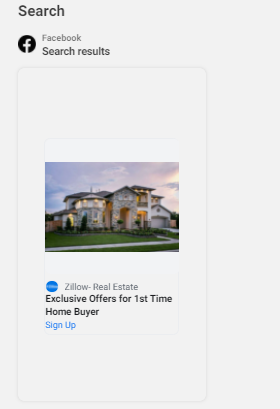 Search
Facebook
Search results
Zillow- Real Estate
Exclusive Offers for 1st Time
Home Buyer
Sign Up